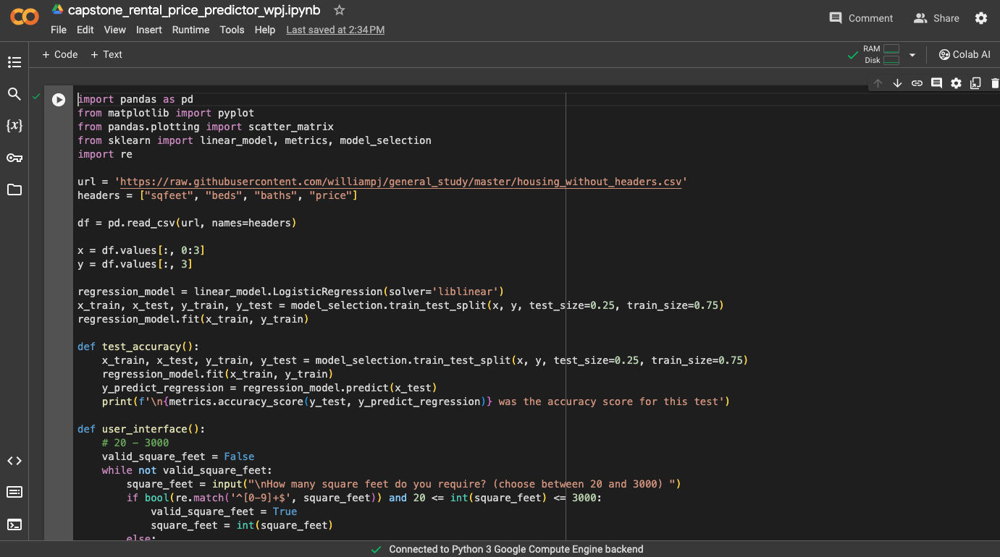 capstone_rental_price_predictor_wpj.ipynb
Comment
Share
File Edit View Insert Runtime Tools Help Last saved at 2:34 PM
+ Code + Text
RAM
Disk
Colab AI
{x}
import pandas as pd
from matplotlib import pyplot
from pandas.plotting import scatter_matrix
from sklearn import linear_model, metrics, model_selection
import re
url = 'https://raw.githubusercontent.com/williampj/general_study/master/housing_without_headers.csv'
headers = ["sqfeet", "beds", "baths", "price"]
df = pd.read_csv(url, names=headers)
x = df.values[:, 0:3]
y = df.values[:, 3]
regression_model = linear_model.LogisticRegression(solver='liblinear')
x_train, x_test, y_train, y_test = model_selection.train_test_split(x, y, test_size=0.25, train_size=0.75)
regression_model.fit(x_train, y_train)
def test_accuracy():
    x_train, x_test, y_train, y_test = model_selection.train_test_split(x, y, test_size=0.25, train_size=0.75)
    regression_model.fit(x_train, y_train)
    y_predict_regression = regression_model.predict(x_test)
    print(f'\n{metrics.accuracy_score(y_test, y_predict_regression)} was the accuracy score for this test')
def user_interface():
    # 20 - 3000
    valid_square_feet = False
    while not valid_square_feet:
        square_feet = input("\nHow many square feet do you require? (choose between 20 and 3000) ")
        if bool(re.match('^[0-9]+$', square_feet)) and 20 <= int(square_feet) <= 3000:
            valid_square_feet = True
            square_feet = int(square_feet)
        else:
Connected to Python 3 Google Compute Engine backend